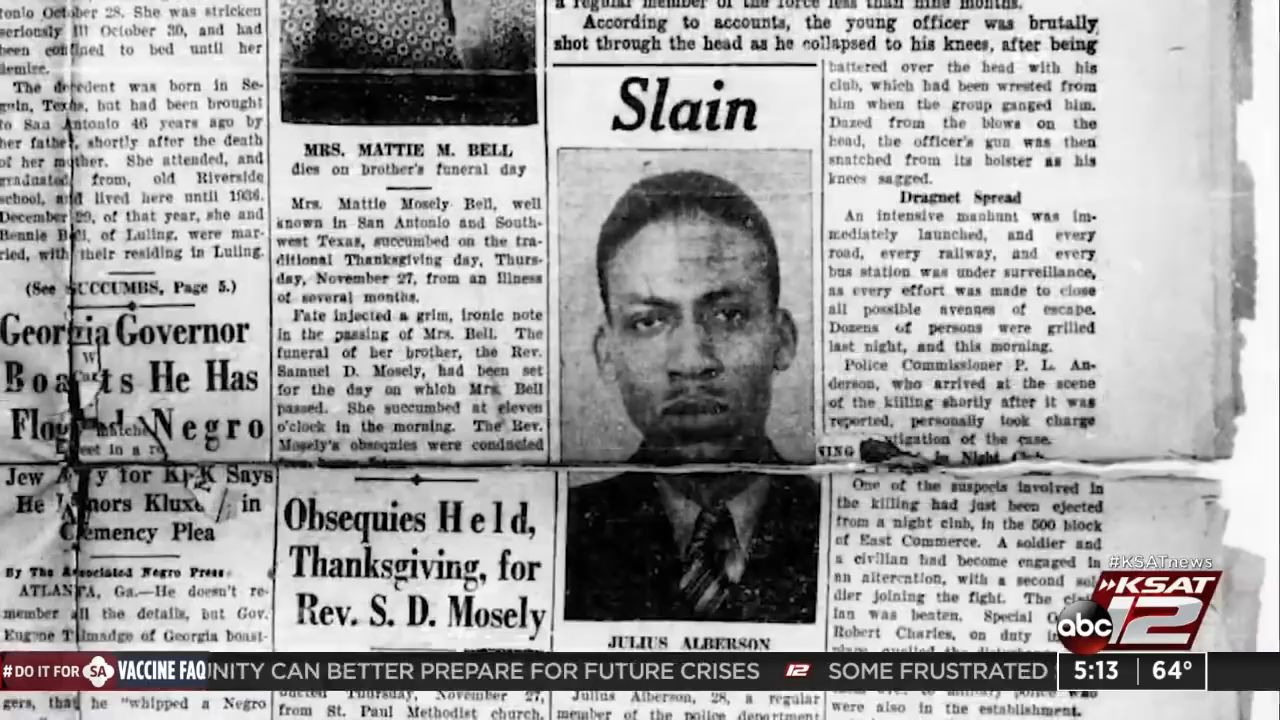 tonio October 28. She was stricken
seriously ill October 30, and had
been confined to bed until her
demise.
The decedent was born in Se-
guin, Texas, but had been brought
to San Antonio 46 years ago by
her father, shortly after the death
of her mother. She attended, and
graduated from, old Riverside
school, and lived here until 1936.
December 29, of that year, she and
Bennie Bell, of Luling, were mar-
ried, with their residing in Luling.
(See SUCCUMBS, Page 5.)
Georgia Governor
Boasts He Has
Flogged Negro
Jew for Says
He in
Clemency Plea
By The Associated Negro Press
ATLANTA, Ga.—He doesn't re-
member all the details, but Gov.
Eugene Talmadge of Georgia boast-
gers, that he "whipped a Negro
MRS. MATTIE M. BELL
dies on brother's funeral day
Mrs. Mattie Mosely Bell, well
known in San Antonio and South-
west Texas, succumbed on the tra-
ditional Thanksgiving day, Thurs-
day, November 27, from an illness
of several months.
Fate injected a grim, ironic note
in the passing of Mrs. Bell. The
funeral of her brother, the Rev.
Samuel D. Mosely, had been set
for the day on which Mrs. Bell
passed. She succumbed at eleven
o'clock in the morning. The Rev.
Mosely's obsequies were conducted
Obsequies Held,
Thanksgiving, for
Rev. S. D. Mosely
ducted Thursday, November 27,
from St. Paul Methodist church,
a regular member of the force less than nine months.
According to accounts, the young officer was brutally
shot through the head as he collapsed to his knees, after being
Slain
JULIUS ALBERSON
Julius Alberson, 28, a regular
member of the police department
battered over the head with his
club, which had been wrested from
him when the group ganged him.
Dazed from the blows on the
head, the officer's gun was then
snatched from its holster as his
knees sagged.
Dragnet Spread
An intensive manhunt was im-
mediately launched, and every
road, every railway, and every
bus station was under surveillance,
as every effort was made to close
all possible avenues of escape.
Dozens of persons were grilled
last night, and this morning.
Police Commissioner P. L. An-
derson, who arrived at the scene
of the killing shortly after it was
reported, personally took charge
tigation of the case.
in Night
One of the suspects involved in
the killing had just been ejected
from a night club, in the 500 block
of East Commerce. A soldier and
a civilian had become engaged in
an altercation, with a second sol
dier joining the fight. The
ian was beaten. Special
Robert Charles, on duty
military police
were also in the establishment.
#KSATnews
KSAT
abc 12
#DO IT FOR SA VACCINE FAQ UNITY CAN BETTER PREPARE FOR FUTURE CRISES 12 SOME FRUSTRATED 5:13 64°